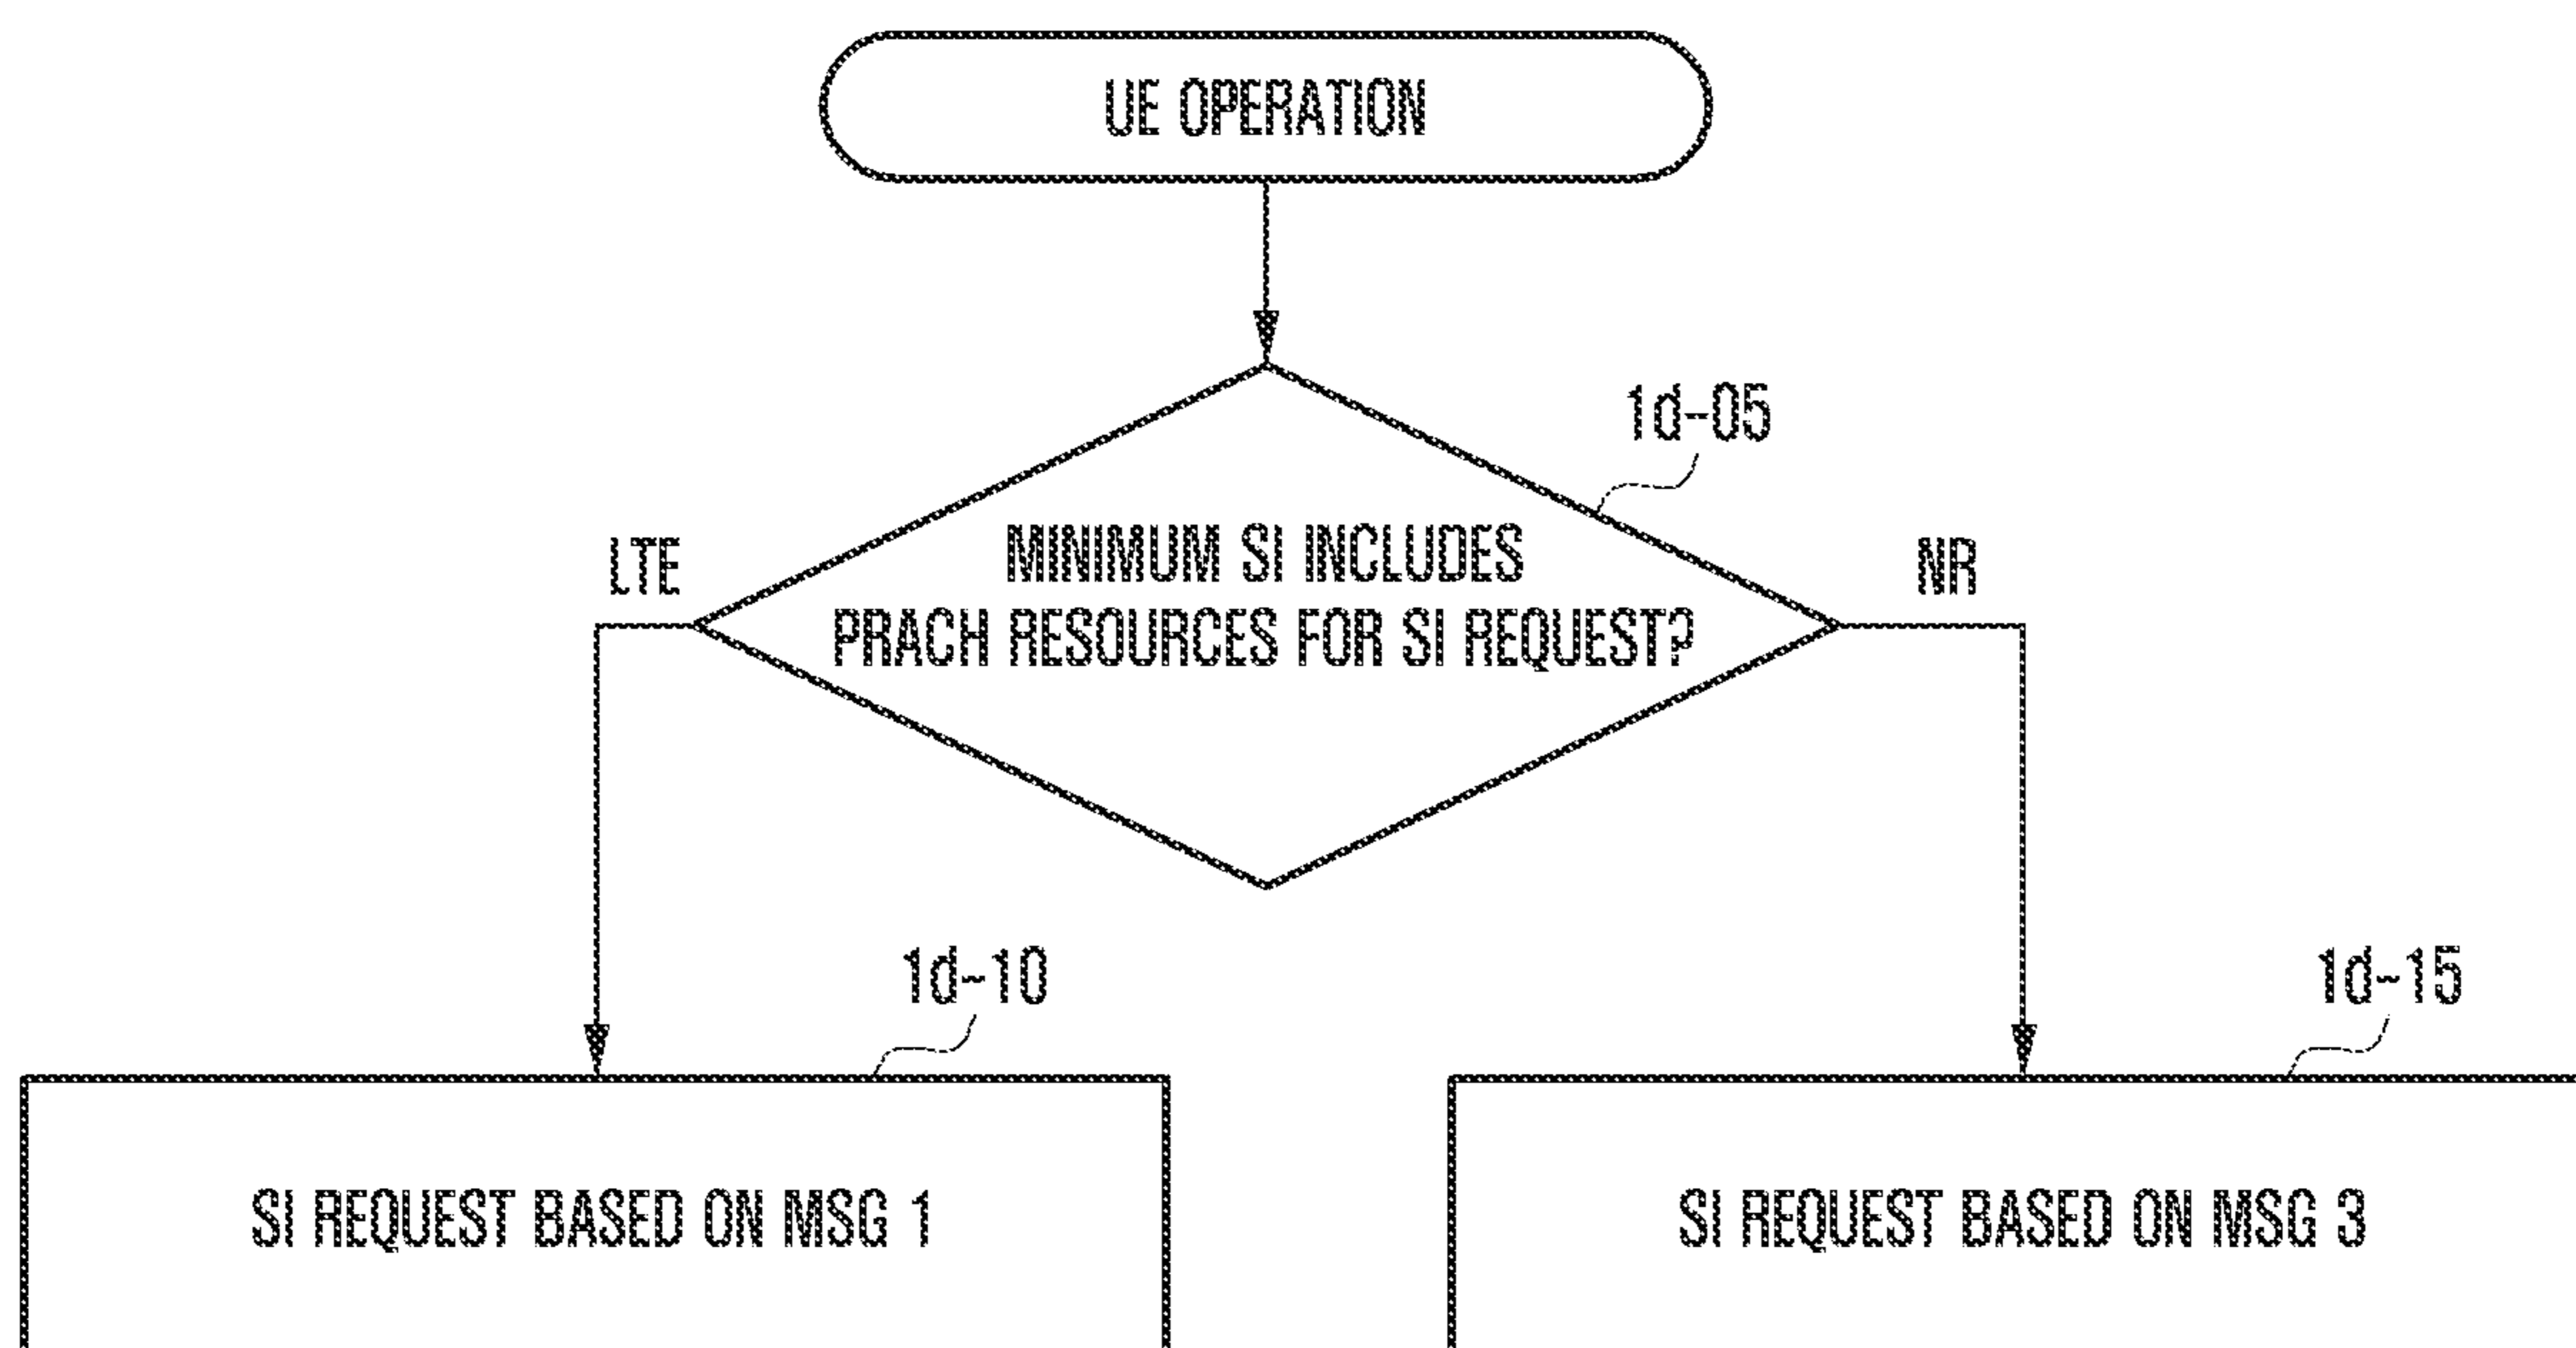 UE OPERATION
1d-05
LTE
MINIMUM SI INCLUDES
PRACH RESOURCES FOR SI REQUEST?
NR
1d-10
1d-15
SI REQUEST BASED ON MSG 1
SI REQUEST BASED ON MSG 3